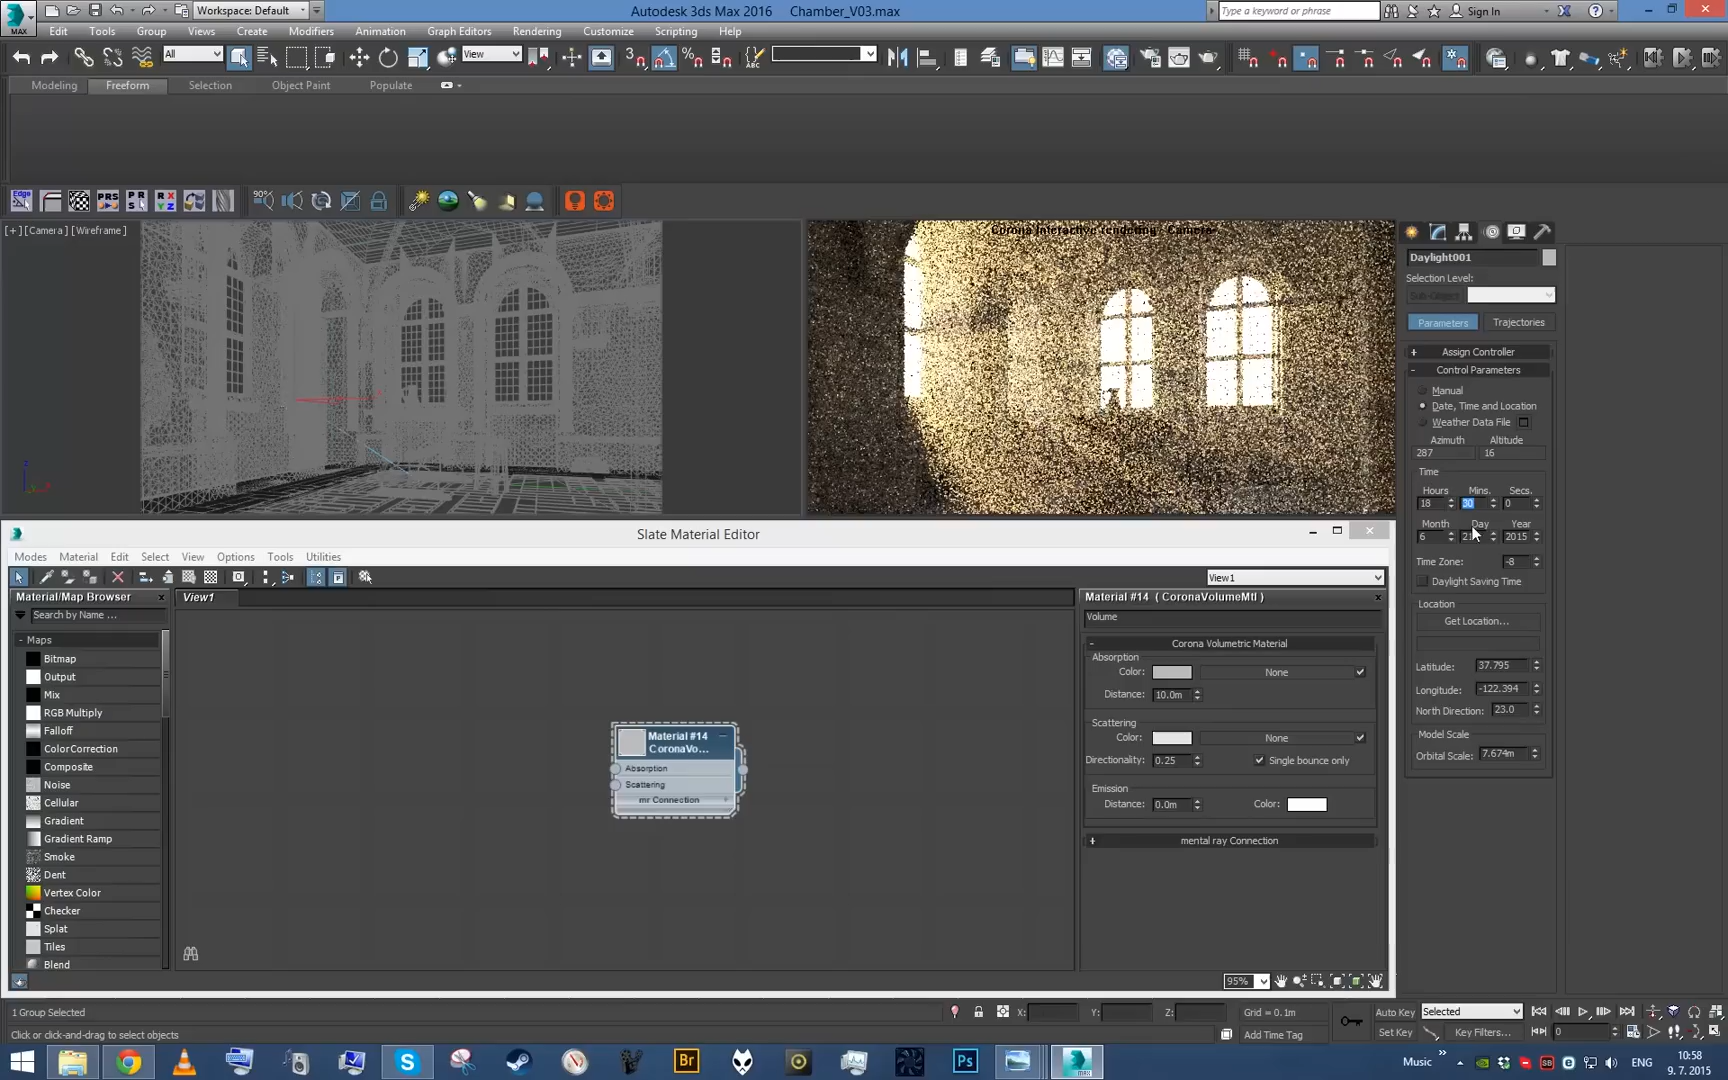 Workspace: Default
Autodesk 3ds Max 2016 Chamber_V03.max
Type a keyword or phrase
Sign In
MAX
Edit Tools Group Views Create Modifiers Animation Graph Editors Rendering Customize Scripting Help
All
View
Modeling Freeform Selection Object Paint Populate
[+] [Camera] [Wireframe]
Corona Interactive rendering - Camera
Daylight001
Selection Level:
Parameters Trajectories
+ Assign Controller
- Control Parameters
Manual
Date, Time and Location
Weather Data File
Azimuth Altitude
287 16
Time
Hours Mins. Secs.
18 30 0
Month Day Year
6 21 2015
Time Zone: -8
Daylight Saving Time
Location
Get Location...
Latitude: 37.795
Longitude: -122.394
North Direction: 23.0
Model Scale
Orbital Scale: 7.674m
Slate Material Editor
Modes Material Edit Select View Options Tools Utilities
View1
Material/Map Browser
Search by Name ...
- Maps
Bitmap
Output
Mix
RGB Multiply
Falloff
ColorCorrection
Composite
Noise
Cellular
Gradient
Gradient Ramp
Smoke
Dent
Vertex Color
Checker
Splat
Tiles
Blend
View1
Material #14
CoronaVo...
Absorption
Scattering
mr Connection +
Material #14 ( CoronaVolumeMtl )
Volume
- Corona Volumetric Material
Absorption
Color: None
Distance: 10.0m
Scattering
Color: None
Directionality: 0.25 Single bounce only
Emission
Distance: 0.0m Color:
+ mental ray Connection
95%
1 Group Selected
Click or click-and-drag to select objects
X: Y: Z: Grid = 0.1m
Add Time Tag
Auto Key Selected
Set Key Key Filters...
0
Music
ENG
10:58
9. 7. 2015